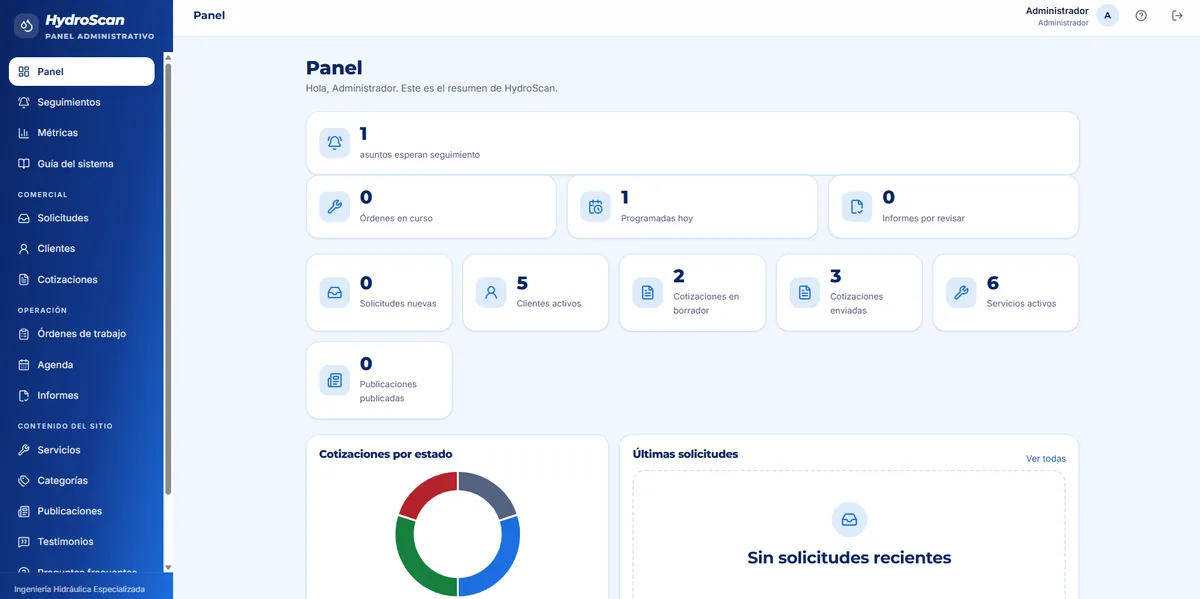 HydroScan
PANEL ADMINISTRATIVO
Panel
Seguimientos
Métricas
Guía del sistema
COMERCIAL
Solicitudes
Clientes
Cotizaciones
OPERACIÓN
Órdenes de trabajo
Agenda
Informes
CONTENIDO DEL SITIO
Servicios
Categorías
Publicaciones
Testimonios
Preguntas frecuentes
Ingeniería Hidráulica Especializada
Panel
Administrador
Administrador
A
Panel
Hola, Administrador. Este es el resumen de HydroScan.
1
asuntos esperan seguimiento
0
Órdenes en curso
1
Programadas hoy
0
Informes por revisar
0
Solicitudes nuevas
5
Clientes activos
2
Cotizaciones en
borrador
3
Cotizaciones
enviadas
6
Servicios activos
0
Publicaciones
publicadas
Cotizaciones por estado
Últimas solicitudes
Ver todas
Sin solicitudes recientes